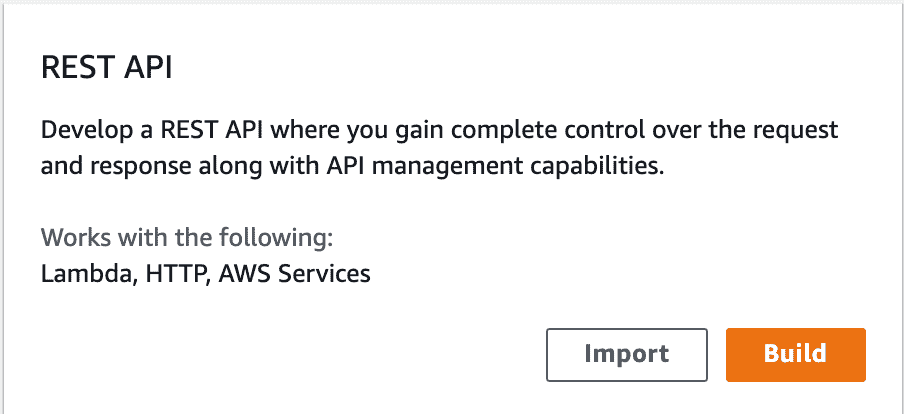 REST API
Develop a REST API where you gain complete control over the request
and response along with API management capabilities.
Works with the following:
Lambda, HTTP, AWS Services
Import
Build